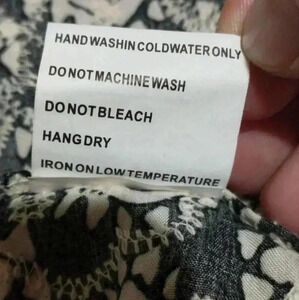 HAND WASH IN COLD WATER ONLY
DO NOT MACHINE WASH
DO NOT BLEACH
HANG DRY
IRON ON LOW TEMPERATURE